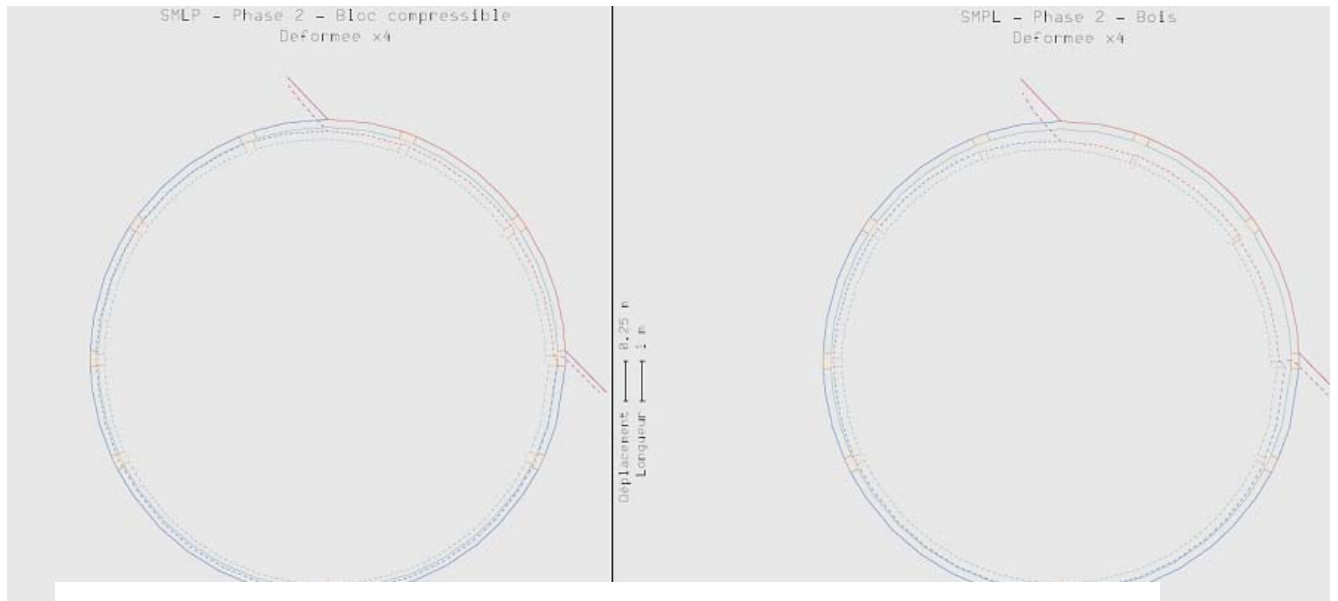 SMLP - Phase 2 - Bloc compressible
Deformee x4
SMPL - Phase 2 - Bois
Deformee x4
Déplacement 0.25 m
Longueur 1 m